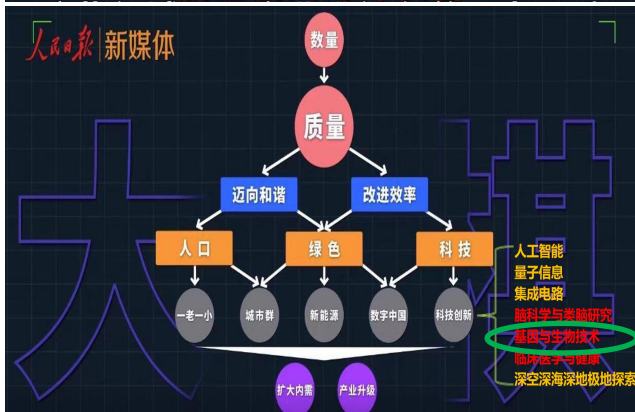 人民日报 新媒体
数量
质量
迈向和谐 改进效率
人口 绿色 科技
一老一小 城市群 新能源 数字中国 科技创新
人工智能
量子信息
集成电路
脑科学与类脑研究
基因与生物技术
临床医学与健康
深空深海深地极地探索
扩大内需 产业升级
大 棋